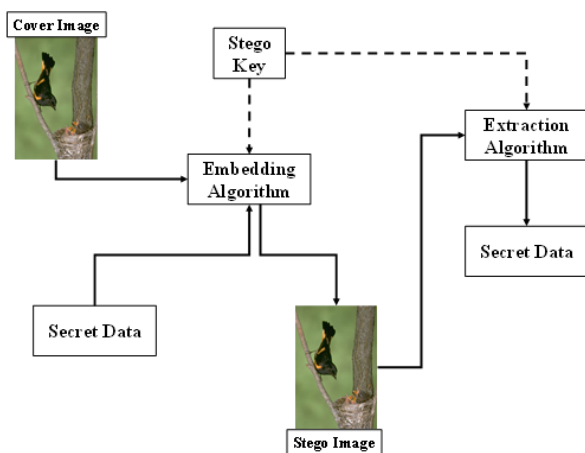 Cover Image
Stego
Key
Extraction
Algorithm
Embedding
Algorithm
Secret Data
Secret Data
Stego Image